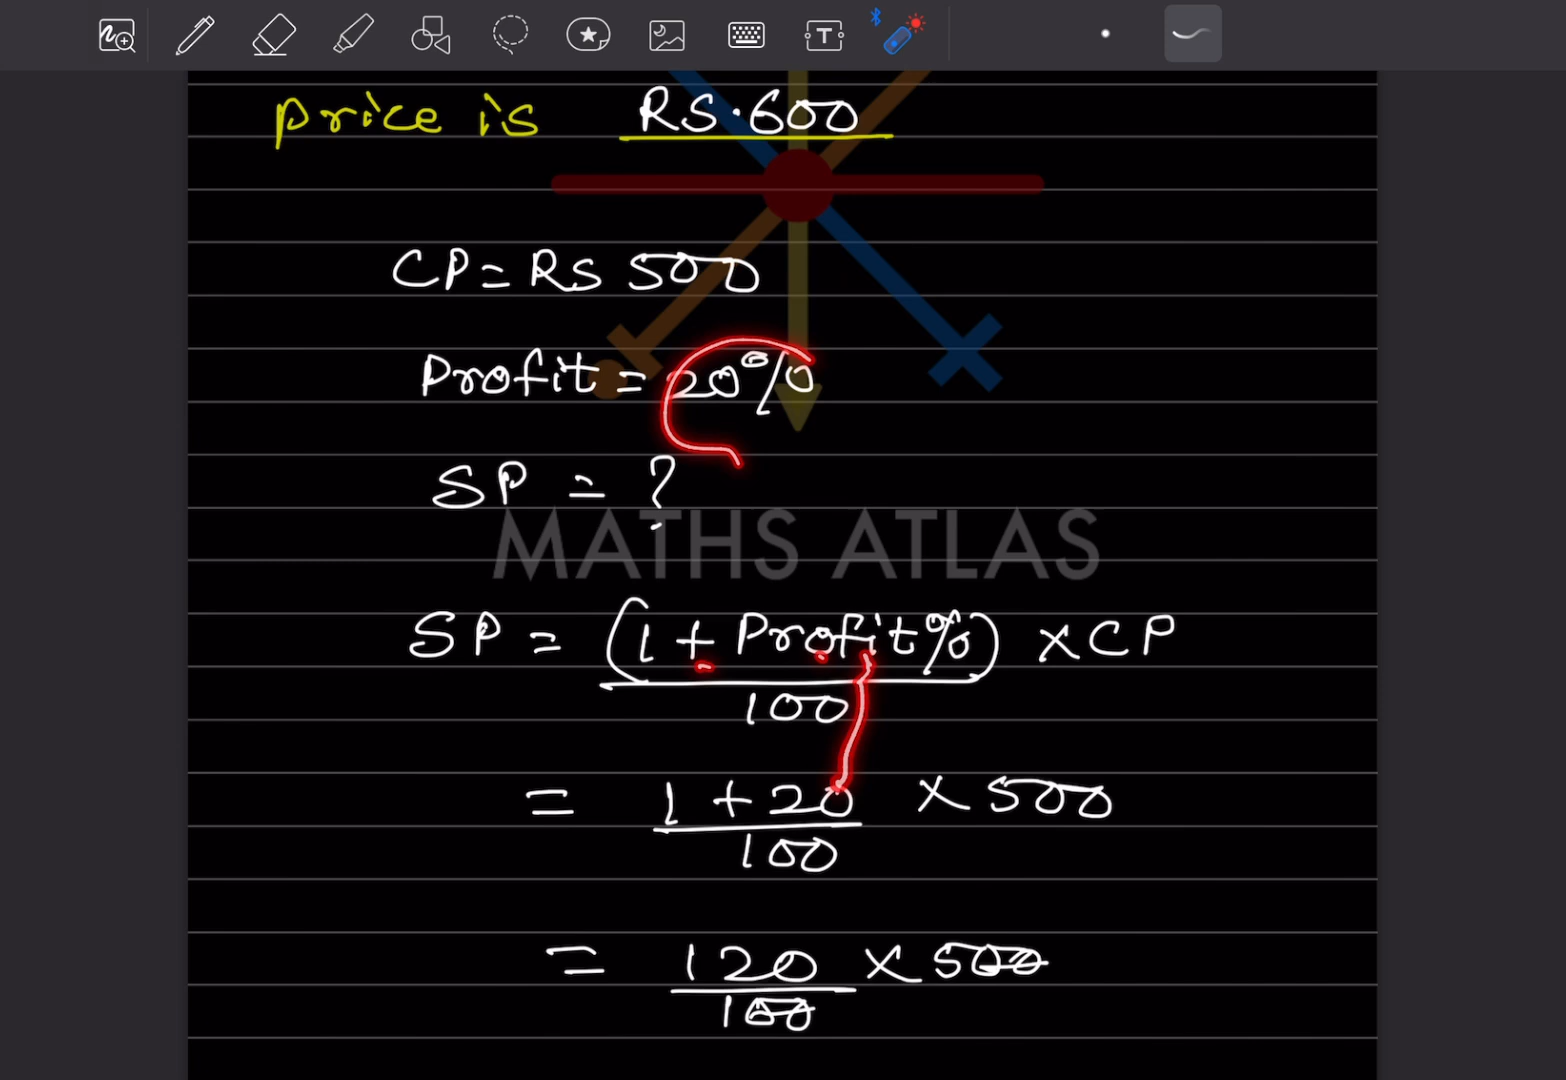 price is RS.600
CP = RS 500
Profit = 20%
SP = ?
MATHS ATLAS
SP = (1 + Profit%) × CP
100
= 1 + 20 × 500
100
= 120 × 500
100